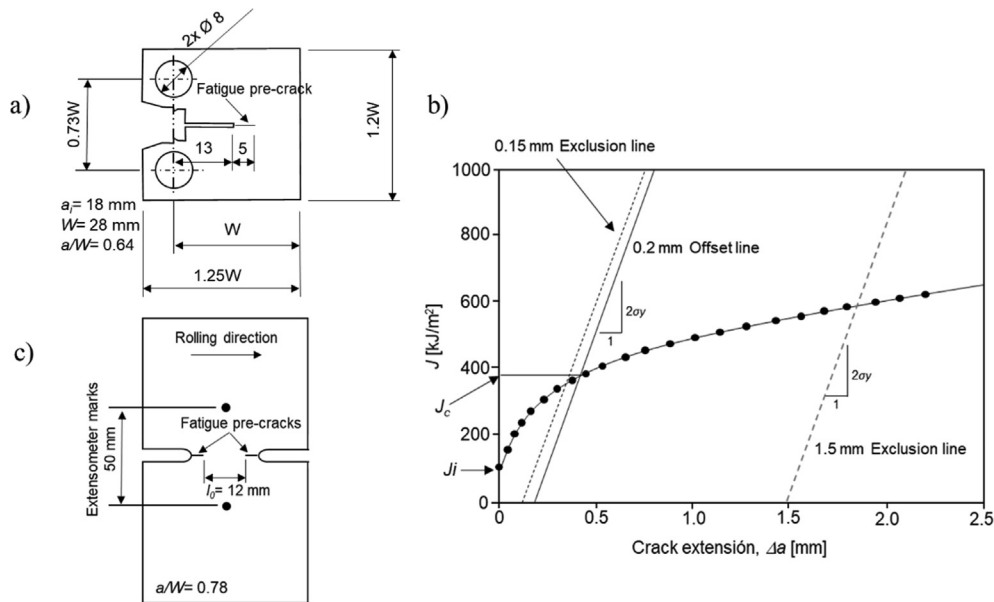 a)
2x Ø 8
Fatigue pre-crack
0.73W
13
5
1.2W
aᵢ= 18 mm
W= 28 mm
a/W= 0.64
W
1.25W
b)
0.15 mm Exclusion line
0.2 mm Offset line
2σy
1
2σy
1
1.5 mm Exclusion line
J [kJ/m²]
1000
800
600
400
200
0
Jc
Ji
0
0.5
1.0
1.5
2.0
2.5
Crack extensión, Δa [mm]
c)
Rolling direction
Extensometer marks
50 mm
Fatigue pre-cracks
l₀= 12 mm
a/W= 0.78